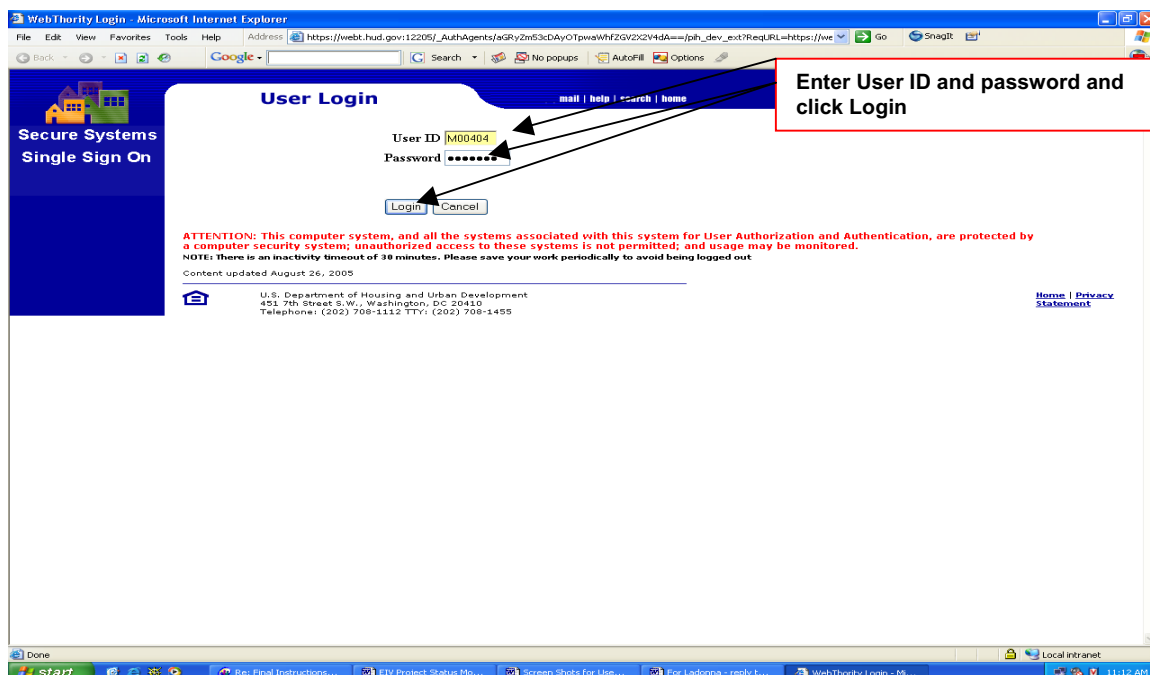 WebThority Login - Microsoft Internet Explorer
File Edit View Favorites Tools Help Address https://webt.hud.gov:12205/_AuthAgents/aGRyZm53cDAyOTpwaWhfZGV2X2V4dA==/pih_dev_ext?ReqURL=https://we Go SnagIt
Back Google Search No popups AutoFill Options
Enter User ID and password and
click Login
User Login mail | help | search | home
Secure Systems
Single Sign On
User ID M00404
Password
Login Cancel
ATTENTION: This computer system, and all the systems associated with this system for User Authorization and Authentication, are protected by
a computer security system; unauthorized access to these systems is not permitted; and usage may be monitored.
NOTE: There is an inactivity timeout of 30 minutes. Please save your work periodically to avoid being logged out
Content updated August 26, 2005
U.S. Department of Housing and Urban Development
451 7th Street S.W., Washington, DC 20410
Telephone: (202) 708-1112 TTY: (202) 708-1455
Home | Privacy
Statement
Done Local intranet
start Re: Final Instructions... EIV Project Status Mo... Screen Shots for Use... For Ladonna - reply t... WebThority Login - Mi... 11:12 AM